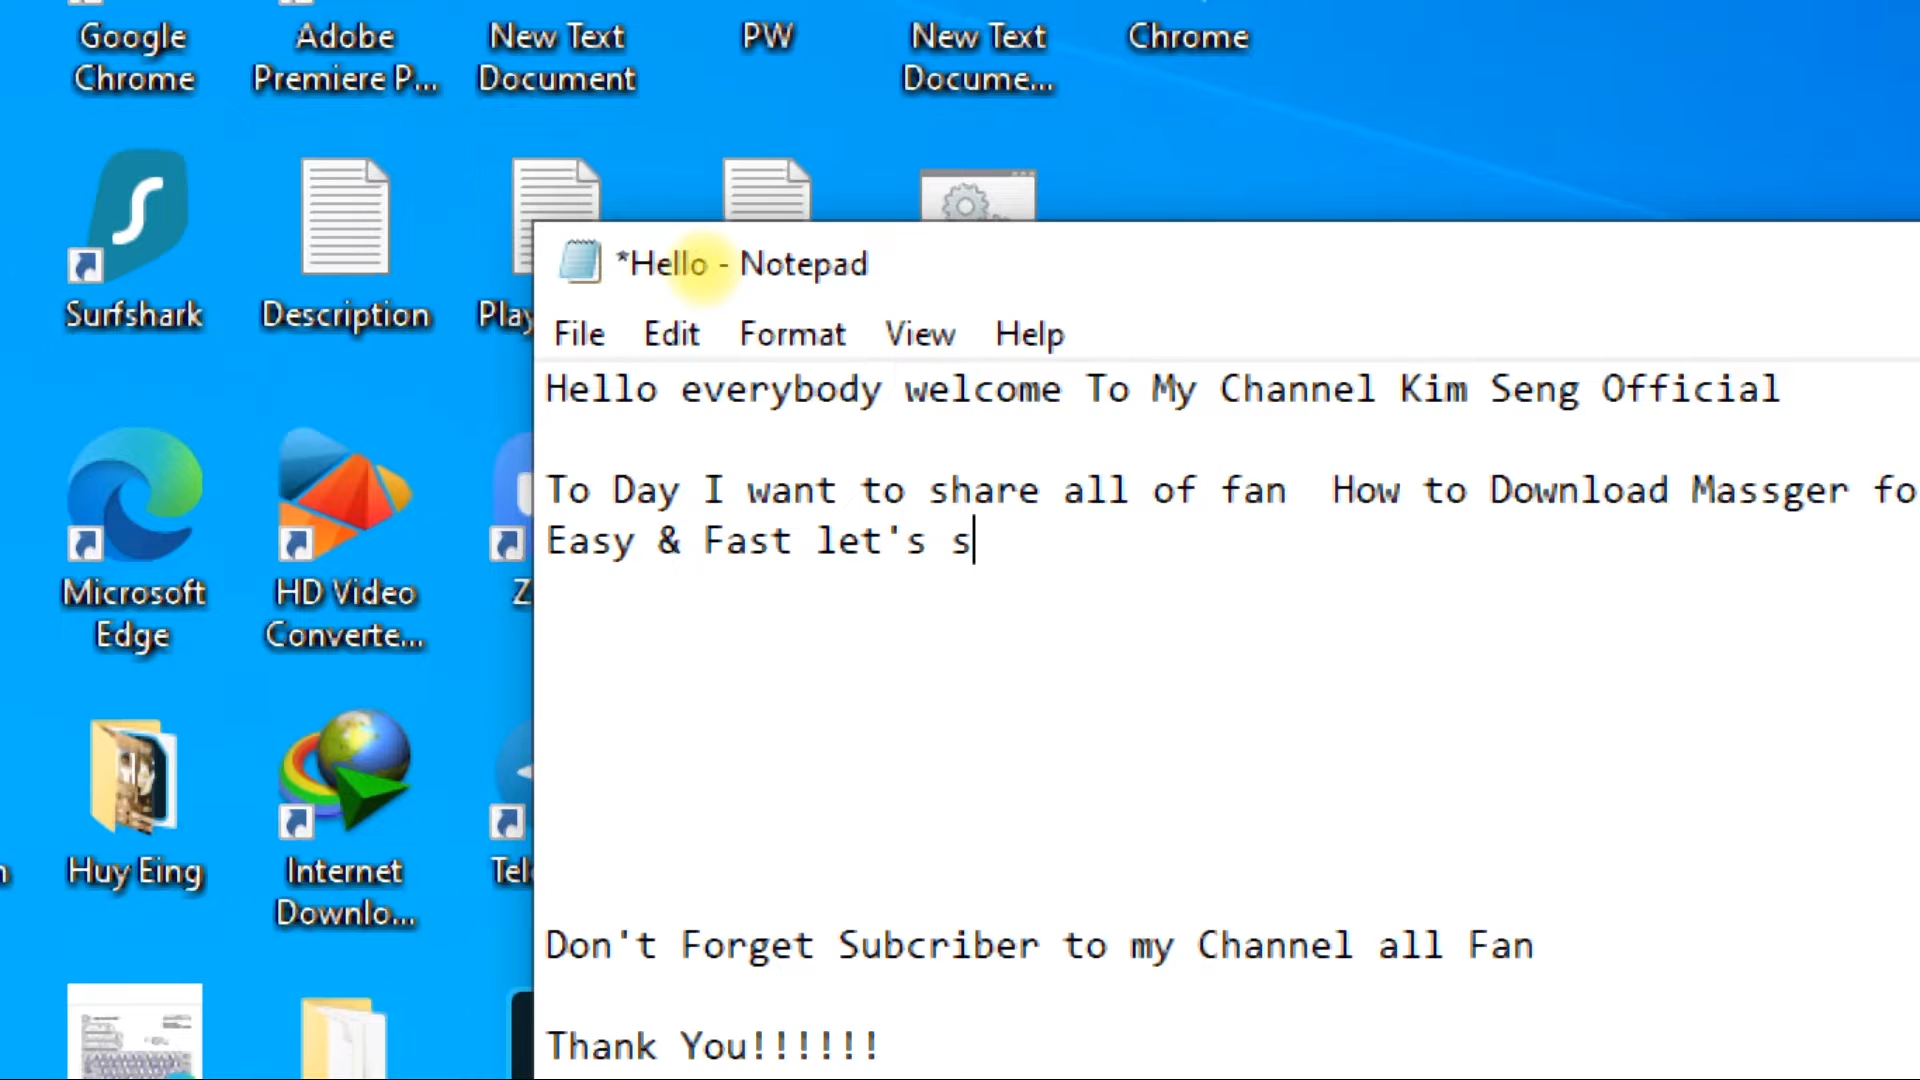 Google Chrome
Adobe Premiere P...
New Text Document
PW
New Text Docume...
Chrome
Surfshark
Description
Play
*Hello - Notepad
File Edit Format View Help
Hello everybody welcome To My Channel Kim Seng Official
To Day I want to share all of fan  How to Download Massger fo
Easy & Fast let's s
Microsoft Edge
HD Video Converte...
Z
Huy Eing
Internet Downlo...
Tel
Don't Forget Subcriber to my Channel all Fan
Thank You!!!!!!